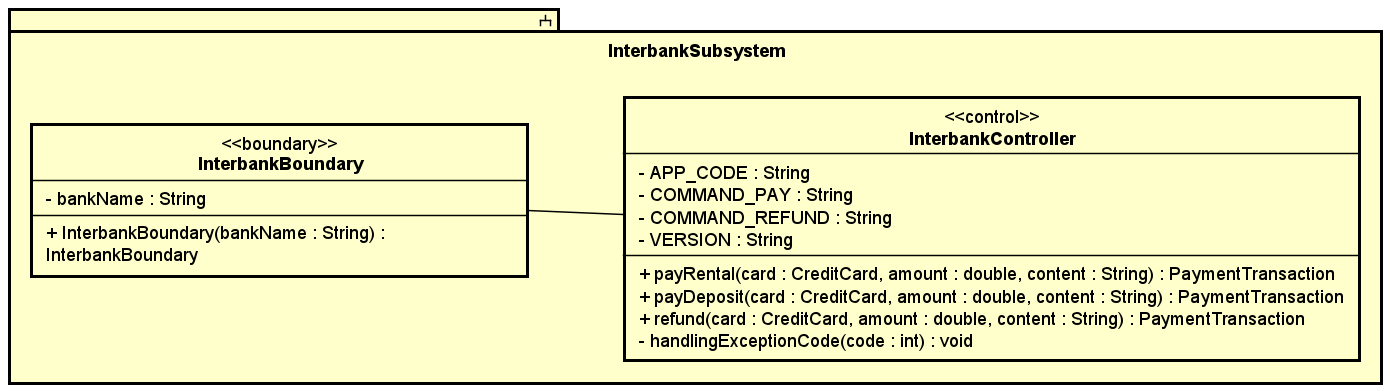 InterbankSubsystem
<<boundary>>
InterbankBoundary
- bankName : String
+ InterbankBoundary(bankName : String) :
InterbankBoundary
<<control>>
InterbankController
- APP_CODE : String
- COMMAND_PAY : String
- COMMAND_REFUND : String
- VERSION : String
+ payRental(card : CreditCard, amount : double, content : String) : PaymentTransaction
+ payDeposit(card : CreditCard, amount : double, content : String) : PaymentTransaction
+ refund(card : CreditCard, amount : double, content : String) : PaymentTransaction
- handlingExceptionCode(code : int) : void